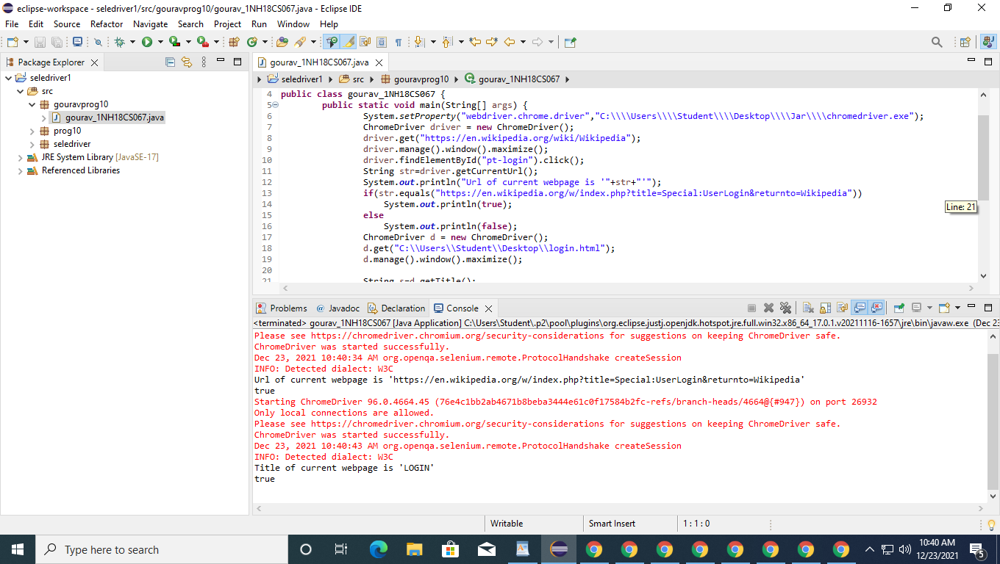 eclipse-workspace - seledriver1/src/gouravprog10/gourav_1NH18CS067.java - Eclipse IDE
File Edit Source Refactor Navigate Search Project Run Window Help
Package Explorer
seledriver1
src
gouravprog10
gourav_1NH18CS067.java
prog10
seledriver
JRE System Library [JavaSE-17]
Referenced Libraries
gourav_1NH18CS067.java
seledriver1 src gouravprog10 gourav_1NH18CS067
4 public class gourav_1NH18CS067 {
5 public static void main(String[] args) {
6 System.setProperty("webdriver.chrome.driver","C:\\\\Users\\\\Student\\\\Desktop\\\\Jar\\\\chromedriver.exe");
7 ChromeDriver driver = new ChromeDriver();
8 driver.get("https://en.wikipedia.org/wiki/Wikipedia");
9 driver.manage().window().maximize();
10 driver.findElementById("pt-login").click();
11 String str=driver.getCurrentUrl();
12 System.out.println("Url of current webpage is '"+str+"'");
13 if(str.equals("https://en.wikipedia.org/w/index.php?title=Special:UserLogin&returnto=Wikipedia"))
14 System.out.println(true);
15 else
16 System.out.println(false);
17 ChromeDriver d = new ChromeDriver();
18 d.get("C:\\Users\\Student\\Desktop\\login.html");
19 d.manage().window().maximize();
20
21 String s=d.getTitle();
Line: 21
Problems @ Javadoc Declaration Console
<terminated> gourav_1NH18CS067 [Java Application] C:\Users\Student\.p2\pool\plugins\org.eclipse.justj.openjdk.hotspot.jre.full.win32.x86_64_17.0.1.v20211116-1657\jre\bin\javaw.exe (Dec 23
Please see https://chromedriver.chromium.org/security-considerations for suggestions on keeping ChromeDriver safe.
ChromeDriver was started successfully.
Dec 23, 2021 10:40:34 AM org.openqa.selenium.remote.ProtocolHandshake createSession
INFO: Detected dialect: W3C
Url of current webpage is 'https://en.wikipedia.org/w/index.php?title=Special:UserLogin&returnto=Wikipedia'
true
Starting ChromeDriver 96.0.4664.45 (76e4c1bb2ab4671b8beba3444e61c0f17584b2fc-refs/branch-heads/4664@{#947}) on port 26932
Only local connections are allowed.
Please see https://chromedriver.chromium.org/security-considerations for suggestions on keeping ChromeDriver safe.
ChromeDriver was started successfully.
Dec 23, 2021 10:40:43 AM org.openqa.selenium.remote.ProtocolHandshake createSession
INFO: Detected dialect: W3C
Title of current webpage is 'LOGIN'
true
Writable Smart Insert 1 : 1 : 0
Type here to search
10:40 AM
12/23/2021
5